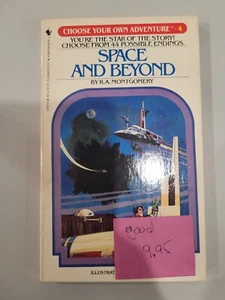 CHOOSE YOUR OWN ADVENTURE® · 4
YOU'RE THE STAR OF THE STORY!
CHOOSE FROM 44 POSSIBLE ENDINGS.
SPACE
AND BEYOND
BY R.A. MONTGOMERY
good
9.95